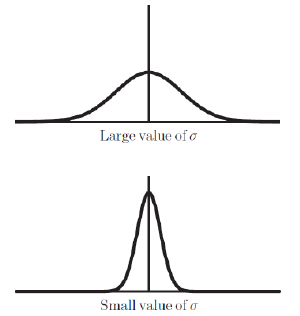 Large value of σ
Small value of σ